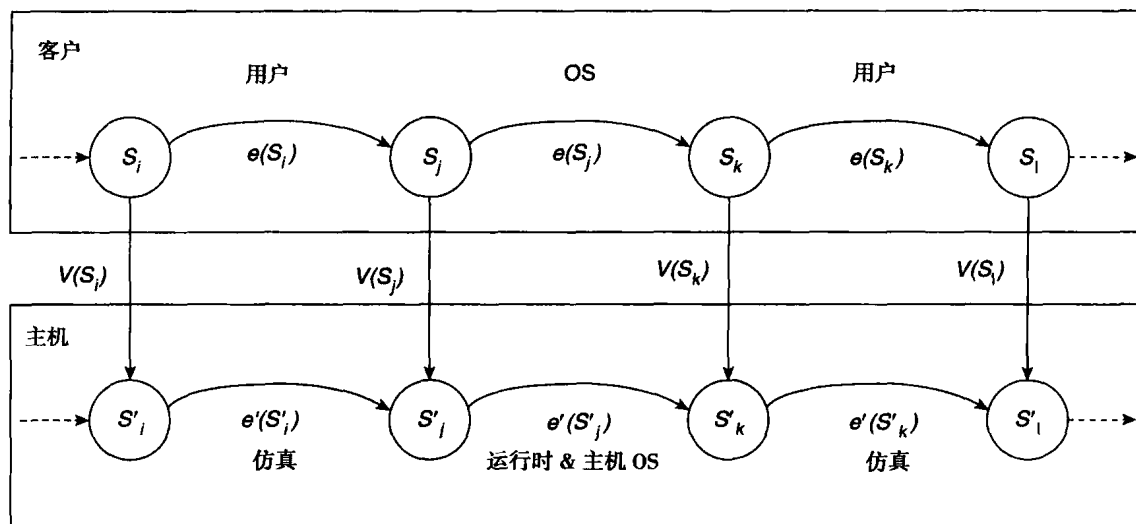 客户
用户 OS 用户
S_i S_j S_k S_l
e(S_i) e(S_j) e(S_k)
V(S_i) V(S_j) V(S_k) V(S_l)
主机
S'_i S'_j S'_k S'_l
e'(S'_i) e'(S'_j) e'(S'_k)
仿真 运行时 & 主机 OS 仿真